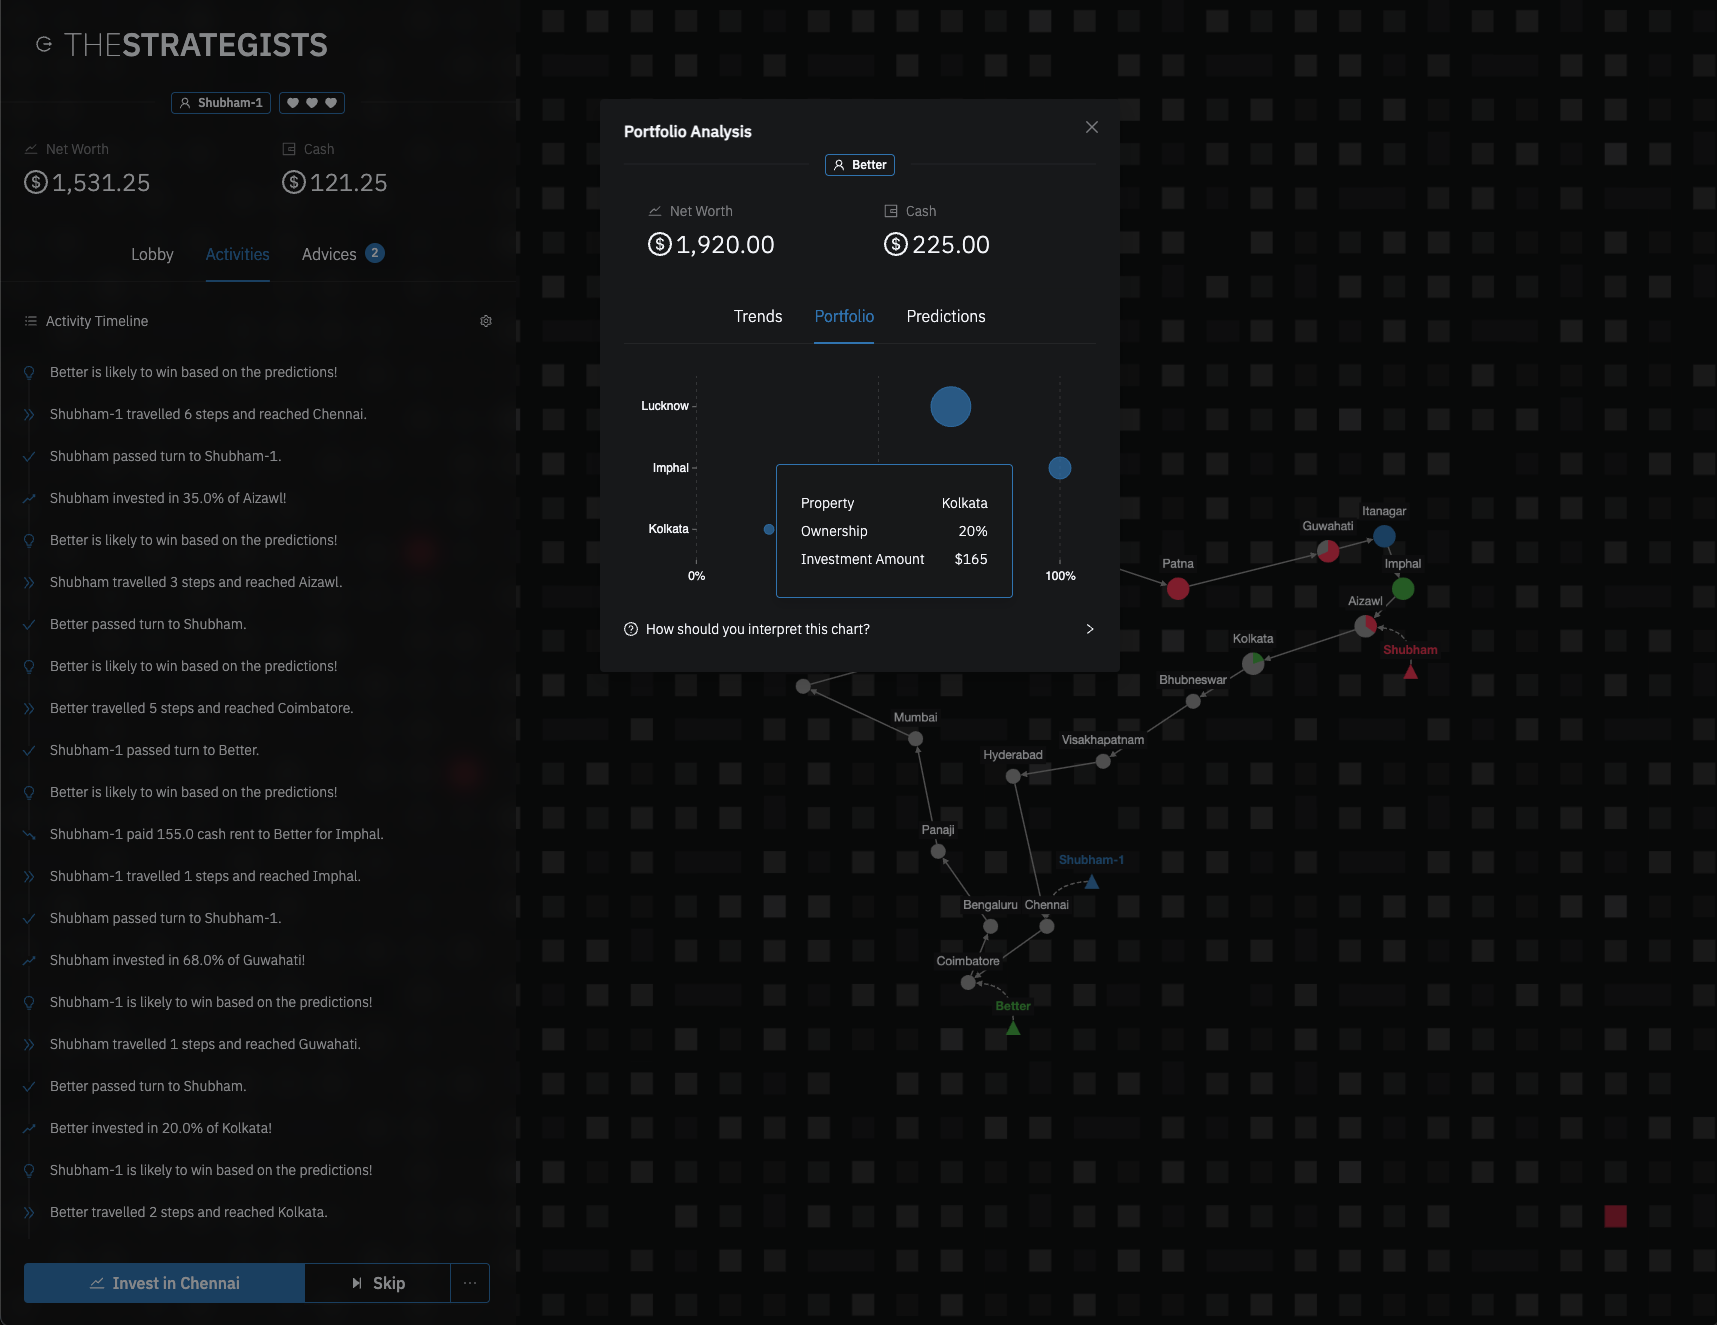 THESTRATEGISTS
Shubham-1
Net Worth
Cash
$ 1,531.25
$ 121.25
Lobby
Activities
Advices
2
Activity Timeline
Better is likely to win based on the predictions!
Shubham-1 travelled 6 steps and reached Chennai.
Shubham passed turn to Shubham-1.
Shubham invested in 35.0% of Aizawl!
Better is likely to win based on the predictions!
Shubham travelled 3 steps and reached Aizawl.
Better passed turn to Shubham.
Better is likely to win based on the predictions!
Better travelled 5 steps and reached Coimbatore.
Shubham-1 passed turn to Better.
Better is likely to win based on the predictions!
Shubham-1 paid 155.0 cash rent to Better for Imphal.
Shubham-1 travelled 1 steps and reached Imphal.
Shubham passed turn to Shubham-1.
Shubham invested in 68.0% of Guwahati!
Shubham-1 is likely to win based on the predictions!
Shubham travelled 1 steps and reached Guwahati.
Better passed turn to Shubham.
Better invested in 20.0% of Kolkata!
Shubham-1 is likely to win based on the predictions!
Better travelled 2 steps and reached Kolkata.
Invest in Chennai
Skip
...
Portfolio Analysis
Better
Net Worth
Cash
$ 1,920.00
$ 225.00
Trends
Portfolio
Predictions
Lucknow
Imphal
Kolkata
0%
100%
Property Kolkata
Ownership 20%
Investment Amount $165
How should you interpret this chart?
Itanagar
Guwahati
Patna
Imphal
Aizawl
Kolkata
Shubham
Bhubneswar
Mumbai
Visakhapatnam
Hyderabad
Panaji
Shubham-1
Bengaluru
Chennai
Coimbatore
Better